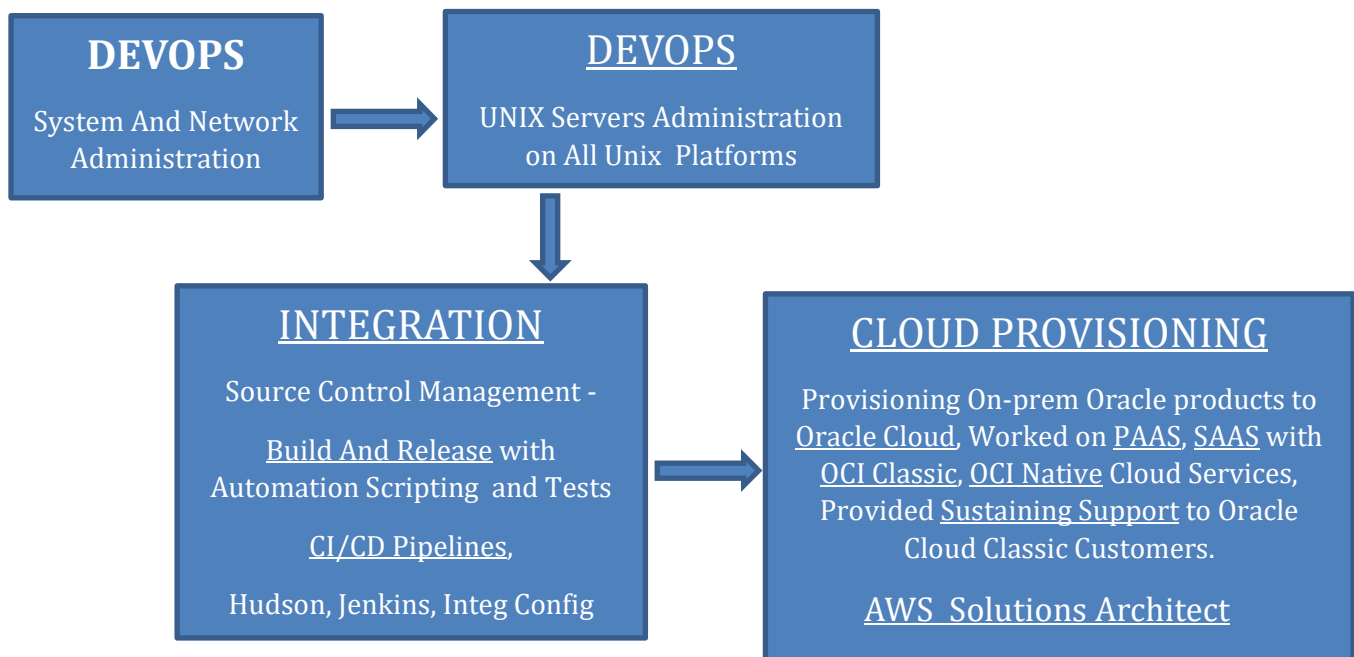 DEVOPS
System And Network
Administration
DEVOPS
UNIX Servers Administration
on All Unix Platforms
INTEGRATION
Source Control Management -
Build And Release with
Automation Scripting and Tests
CI/CD Pipelines,
Hudson, Jenkins, Integ Config
CLOUD PROVISIONING
Provisioning On-prem Oracle products to
Oracle Cloud, Worked on PAAS, SAAS with
OCI Classic, OCI Native Cloud Services,
Provided Sustaining Support to Oracle
Cloud Classic Customers.
AWS Solutions Architect